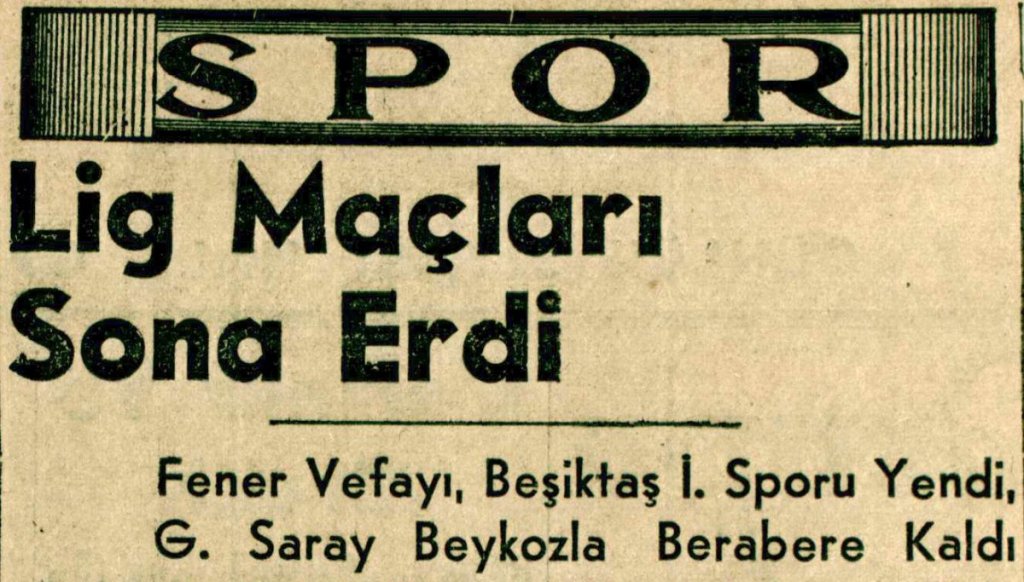 SPOR
Lig Maçları
Sona Erdi
Fener Vefayı, Beşiktaş İ. Sporu Yendi,
G. Saray Beykozla Berabere Kaldı